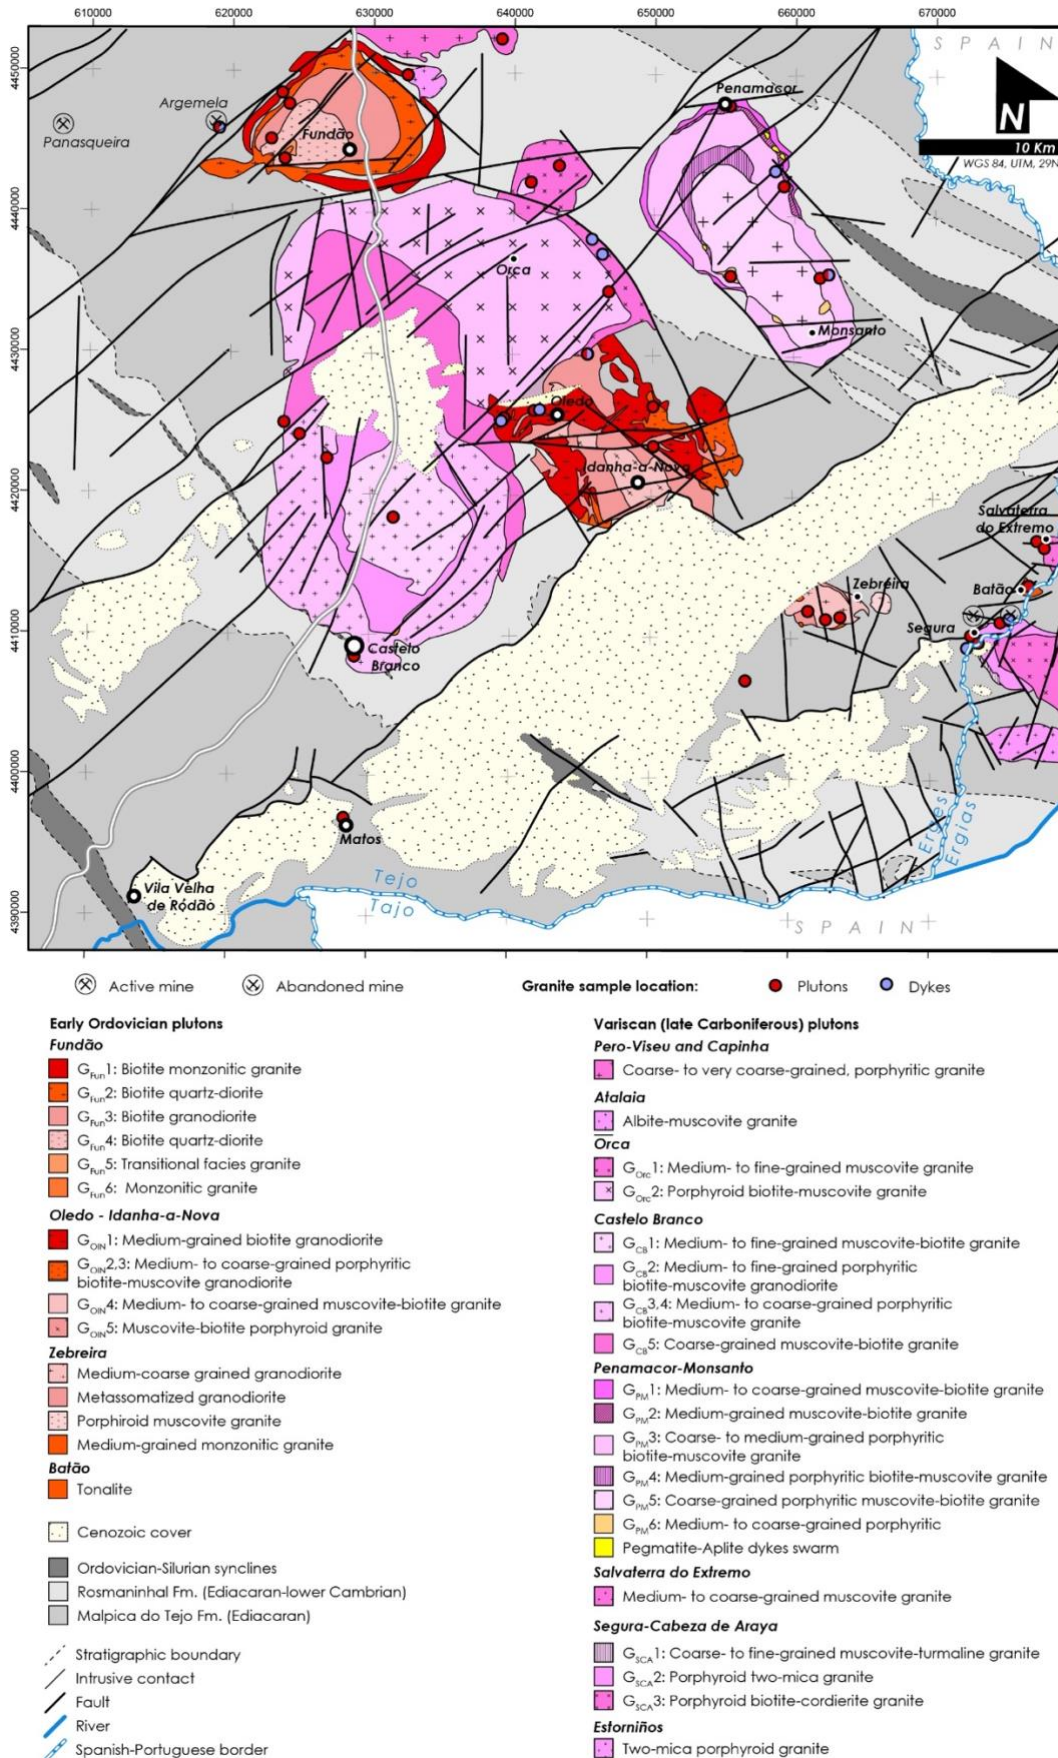 610000 620000 630000 640000 650000 660000 670000
4450000
4440000
4430000
4420000
4410000
4400000
4390000
SPAIN
N
10 Km
WGS 84, UTM, 29N
Argemela
Panasqueira
Fundão
Penamacor
Orca
Monsanto
Oledo
Idanha-a-Nova
Salvaterra
do Extremo
Zebreira
Batão
Segura
Castelo
Branco
Matos
Vila Velha
de Ródão
Tejo
Tajo
Erges
Ergias
SPAIN
Active mine
Abandoned mine
Granite sample location:
Plutons
Dykes
Early Ordovician plutons
Fundão
GFun1: Biotite monzonitic granite
GFun2: Biotite quartz-diorite
GFun3: Biotite granodiorite
GFun4: Biotite quartz-diorite
GFun5: Transitional facies granite
GFun6: Monzonitic granite
Oledo - Idanha-a-Nova
GOIN1: Medium-grained biotite granodiorite
GOIN2,3: Medium- to coarse-grained porphyric
biotite-muscovite granodiorite
GOIN4: Medium- to coarse-grained muscovite-biotite granite
GOIN5: Muscovite-biotite porphyroid granite
Zebreira
Medium-coarse grained granodiorite
Metassomatized granodiorite
Porphiroid muscovite granite
Medium-grained monzonitic granite
Batão
Tonalite
Cenozoic cover
Ordovician-Silurian synclines
Rosmaninhal Fm. (Ediacaran-lower Cambrian)
Malpica do Tejo Fm. (Ediacaran)
Stratigraphic boundary
Intrusive contact
Fault
River
Spanish-Portuguese border
Variscan (late Carboniferous) plutons
Pero-Viseu and Capinha
Coarse- to very coarse-grained, porphyritic granite
Atalaia
Albite-muscovite granite
Orca
GOrc1: Medium- to fine-grained muscovite granite
GOrc2: Porphyroid biotite-muscovite granite
Castelo Branco
GCB1: Medium- to fine-grained muscovite-biotite granite
GCB2: Medium- to fine-grained porphyritic
biotite-muscovite granodiorite
GCB3,4: Medium- to coarse-grained porphyritic
biotite-muscovite granite
GCB5: Coarse-grained muscovite-biotite granite
Penamacor-Monsanto
GPM1: Medium- to coarse-grained muscovite-biotite granite
GPM2: Medium-grained muscovite-biotite granite
GPM3: Coarse- to medium-grained porphyritic
biotite-muscovite granite
GPM4: Medium-grained porphyritic biotite-muscovite granite
GPM5: Coarse-grained porphyritic muscovite-biotite granite
GPM6: Medium- to coarse-grained porphyritic
Pegmatite-Aplite dykes swarm
Salvaterra do Extremo
Medium- to coarse-grained muscovite granite
Segura-Cabeza de Araya
GSCA1: Coarse- to fine-grained muscovite-turmaline granite
GSCA2: Porphyroid two-mica granite
GSCA3: Porphyroid biotite-cordierite granite
Estorniños
Two-mica porphyroid granite